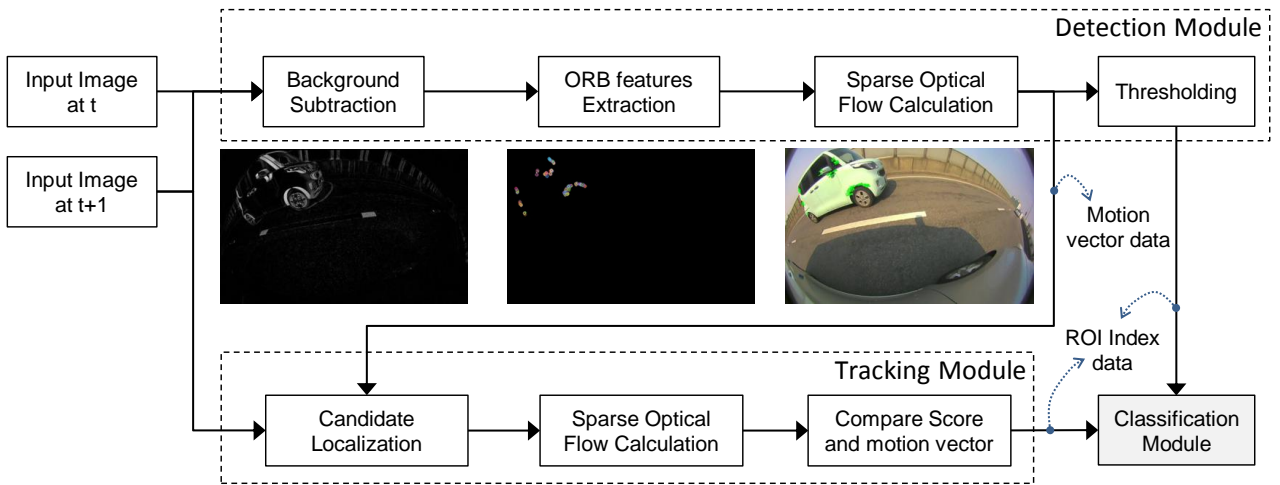 Detection Module
Input Image
at t
Background
Subtraction
ORB features
Extraction
Sparse Optical
Flow Calculation
Thresholding
Input Image
at t+1
Motion
vector data
ROI Index
data
Tracking Module
Candidate
Localization
Sparse Optical
Flow Calculation
Compare Score
and motion vector
Classification
Module